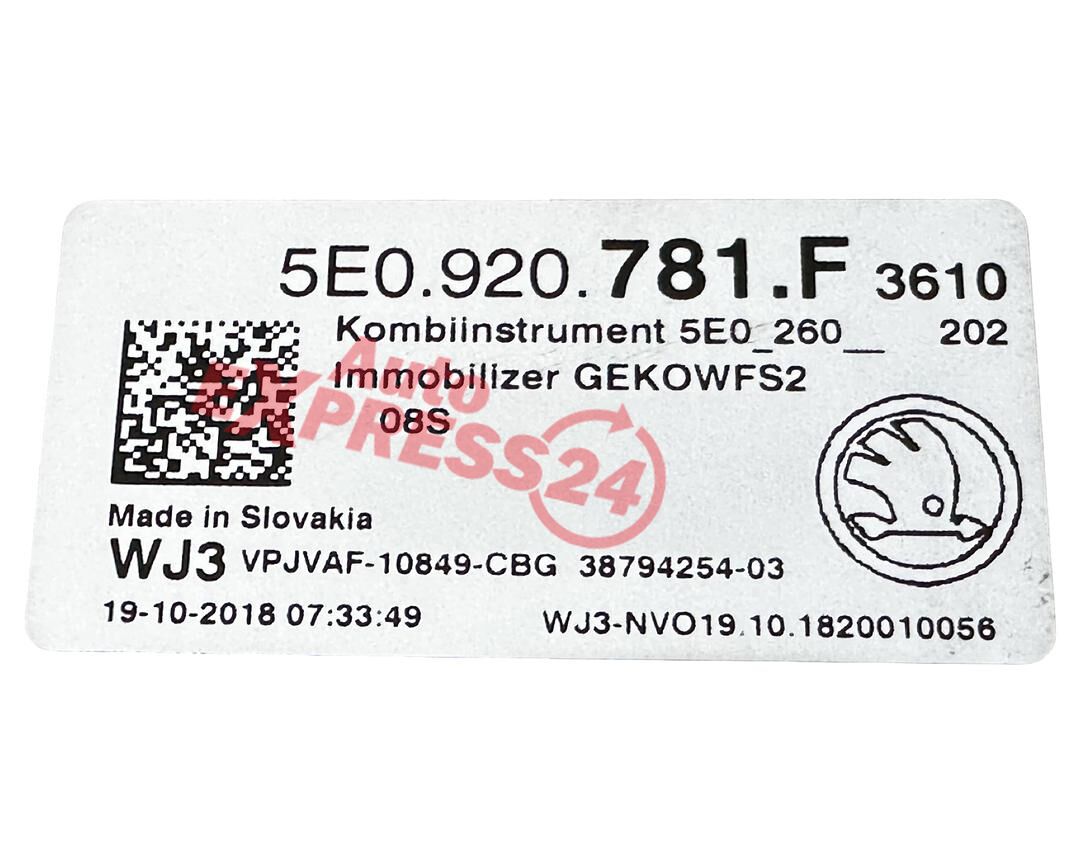 5E0.920.781.F 3610
Kombiinstrument 5E0_260__ 202
Immobilizer GEKOWFS2
08S
Auto
EXPRESS24
Made in Slovakia
WJ3 VPJVAF-10849-CBG 38794254-03
19-10-2018 07:33:49 WJ3-NVO19.10.1820010056